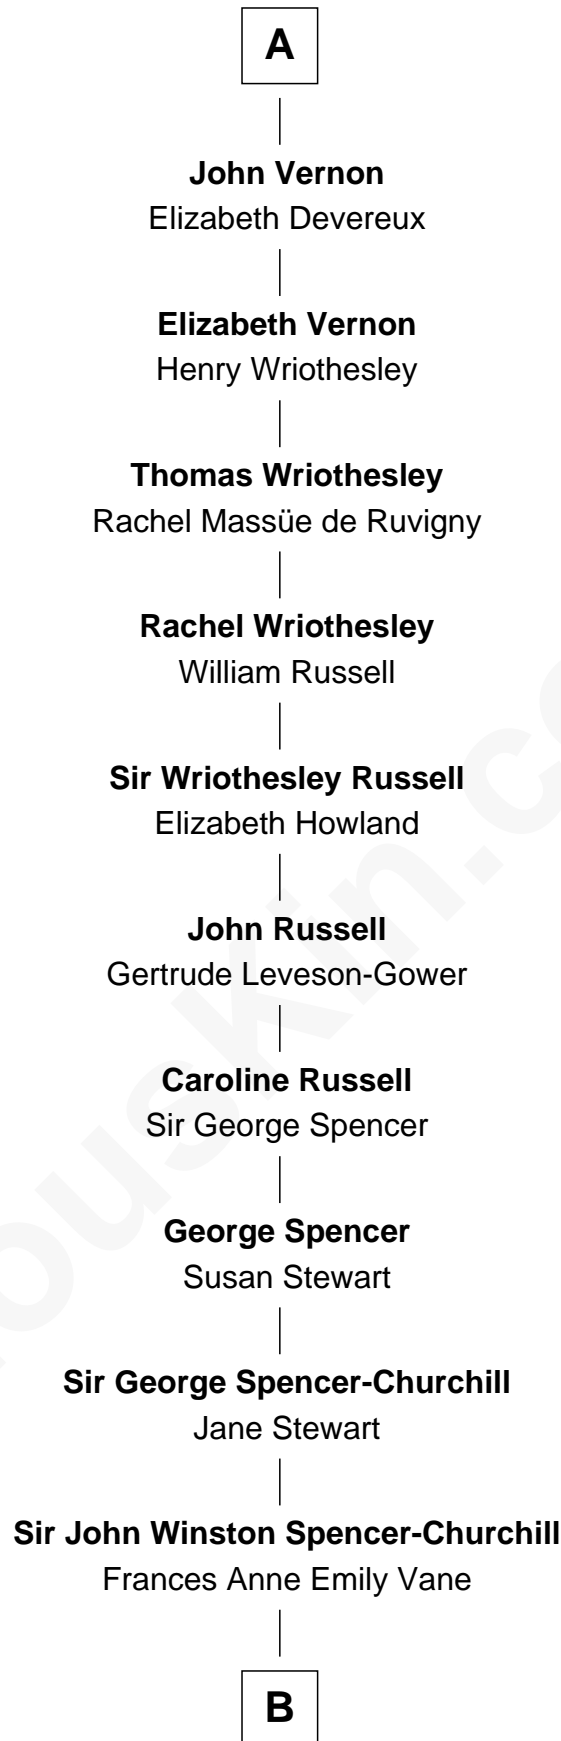 A
John Vernon
Elizabeth Devereux
Elizabeth Vernon
Henry Wriothesley
Thomas Wriothesley
Rachel Massüe de Ruvigny
Rachel Wriothesley
William Russell
Sir Wriothesley Russell
Elizabeth Howland
John Russell
Gertrude Leveson-Gower
Caroline Russell
Sir George Spencer
George Spencer
Susan Stewart
Sir George Spencer-Churchill
Jane Stewart
Sir John Winston Spencer-Churchill
Frances Anne Emily Vane
B